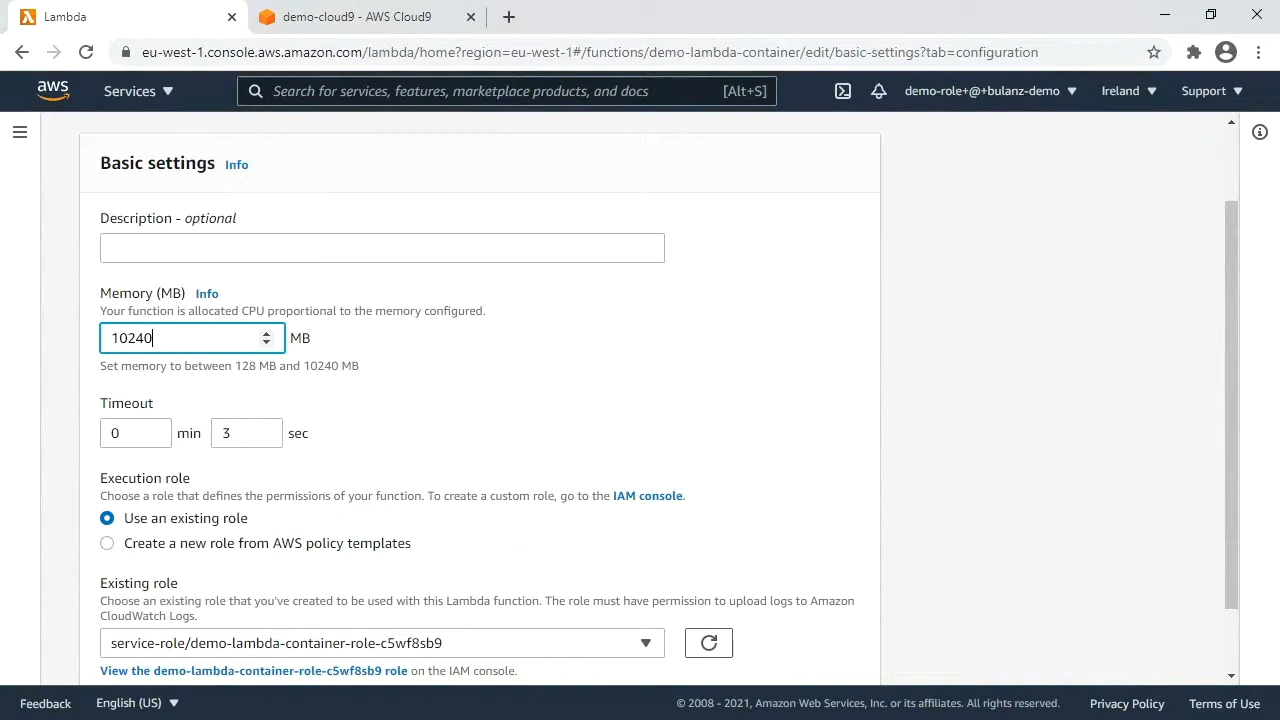 Lambda
demo-cloud9 - AWS Cloud9
eu-west-1.console.aws.amazon.com/lambda/home?region=eu-west-1#/functions/demo-lambda-container/edit/basic-settings?tab=configuration
aws
Services
Search for services, features, marketplace products, and docs
[Alt+S]
demo-role+@+bulanz-demo
Ireland
Support
Basic settings Info
Description - optional
Memory (MB) Info
Your function is allocated CPU proportional to the memory configured.
10240 MB
Set memory to between 128 MB and 10240 MB
Timeout
0 min 3 sec
Execution role
Choose a role that defines the permissions of your function. To create a custom role, go to the IAM console.
Use an existing role
Create a new role from AWS policy templates
Existing role
Choose an existing role that you've created to be used with this Lambda function. The role must have permission to upload logs to Amazon
CloudWatch Logs.
service-role/demo-lambda-container-role-c5wf8sb9
View the demo-lambda-container-role-c5wf8sb9 role on the IAM console.
Feedback
English (US)
© 2008 - 2021, Amazon Web Services, Inc. or its affiliates. All rights reserved.
Privacy Policy
Terms of Use